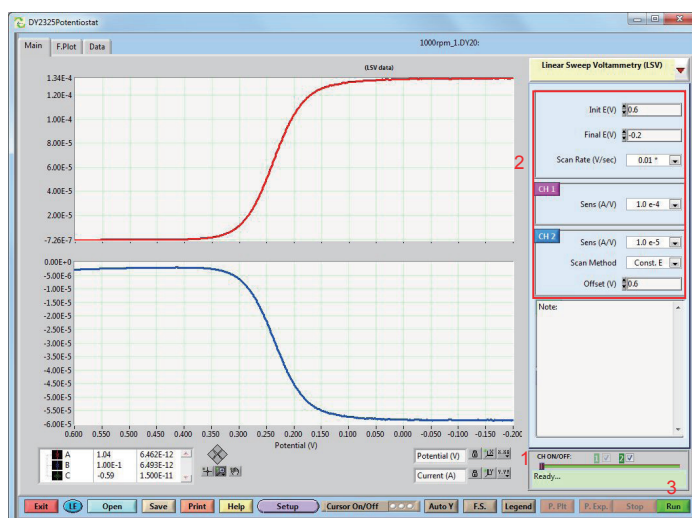 DY2325Potentiostat
Main F.Plot Data 1000rpm_1.DY20:
(LSV data)
Linear Sweep Voltammetry (LSV)
1.34E-4
1.20E-4
1.00E-4
8.00E-5
6.00E-5
4.00E-5
2.00E-5
-7.26E-7
2
Init E(V) 0.6
Final E(V) -0.2
Scan Rate (V/sec) 0.01 *
CH 1
Sens (A/V) 1.0 e-4
CH 2
Sens (A/V) 1.0 e-5
Scan Method Const. E
Offset (V) 0.6
Note:
0.00E+0
-5.00E-6
-1.00E-5
-1.50E-5
-2.00E-5
-2.50E-5
-3.00E-5
-3.50E-5
-4.00E-5
-4.50E-5
-5.00E-5
-5.50E-5
-6.00E-5
0.600 0.550 0.500 0.450 0.400 0.350 0.300 0.250 0.200 0.150 0.100 0.050 0.000 -0.050 -0.100 -0.150 -0.200
Potential (V)
A 1.04 6.462E-12
1.00E-1 6.493E-12
C -0.59 1.500E-11
Potential (V)
Current (A)
1
CH ON/OFF: 1 2
Ready...
3
Exit LE Open Save Print Help Setup Cursor On/Off Auto Y F.S. Legend P. Plt P. Exp. Stop Run